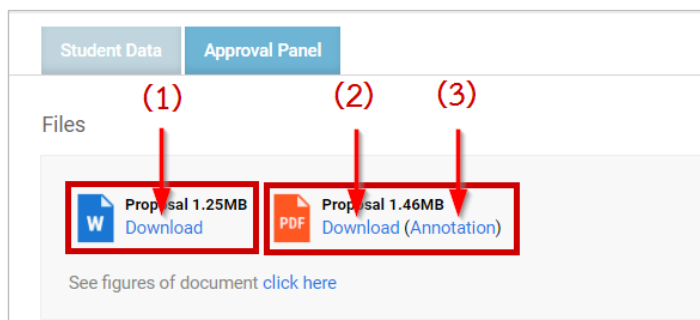 Student Data Approval Panel
(1) (2) (3)
Files
Proposal 1.25MB
W Download
Proposal 1.46MB
PDF Download (Annotation)
See figures of document click here